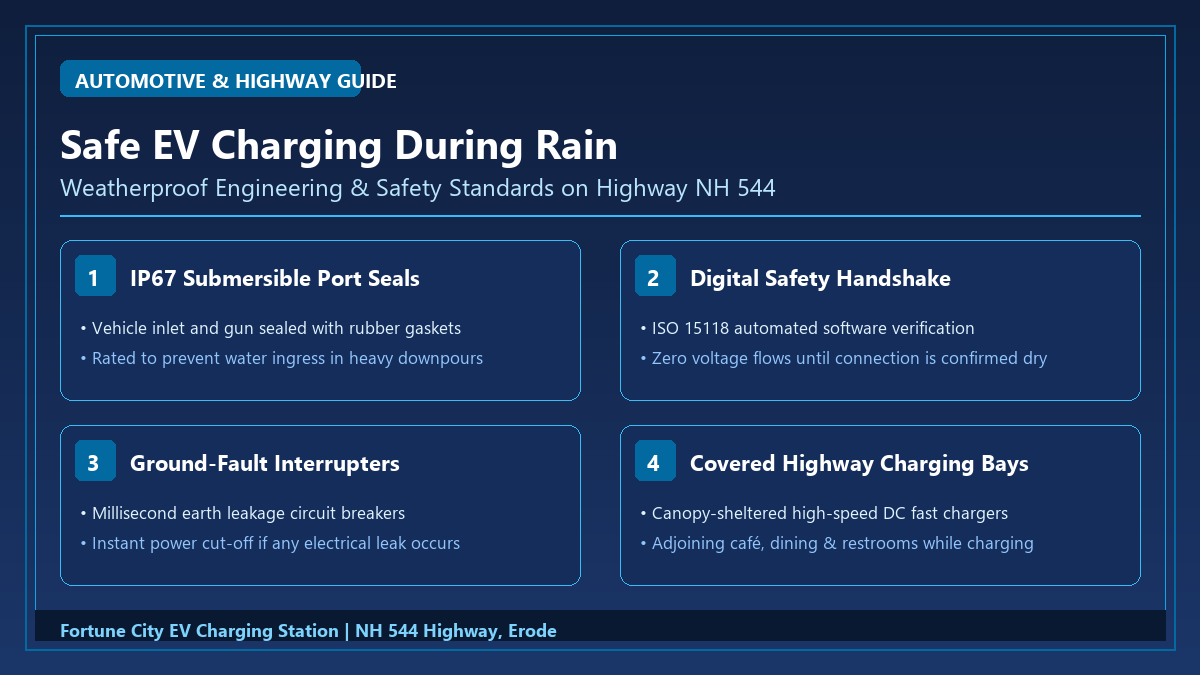 AUTOMOTIVE & HIGHWAY GUIDE
Safe EV Charging During Rain
Weatherproof Engineering & Safety Standards on Highway NH 544
1 IP67 Submersible Port Seals
• Vehicle inlet and gun sealed with rubber gaskets
• Rated to prevent water ingress in heavy downpours
2 Digital Safety Handshake
• ISO 15118 automated software verification
• Zero voltage flows until connection is confirmed dry
3 Ground-Fault Interrupters
• Millisecond earth leakage circuit breakers
• Instant power cut-off if any electrical leak occurs
4 Covered Highway Charging Bays
• Canopy-sheltered high-speed DC fast chargers
• Adjoining café, dining & restrooms while charging
Fortune City EV Charging Station | NH 544 Highway, Erode